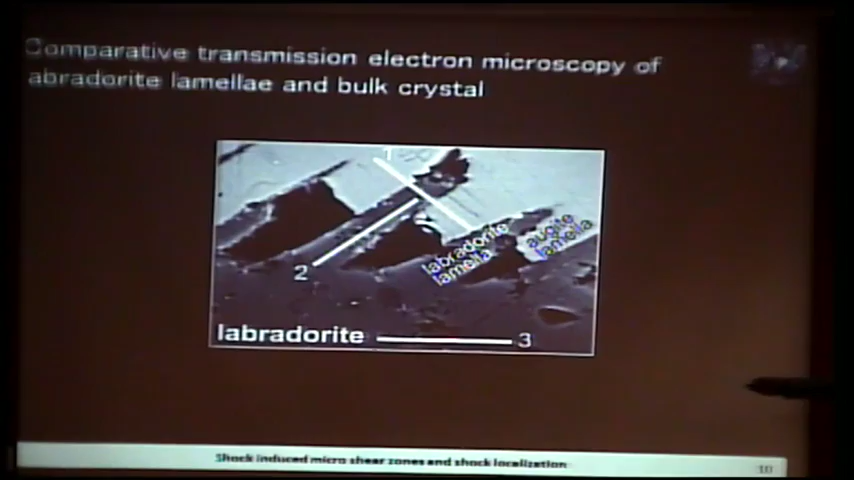 Comparative transmission electron microscopy of
abradorite lamellae and bulk crystal
1
labradorite
lamella
augite
lamella
2
labradorite
3
Shock induced micro shear zones and shock localization
10